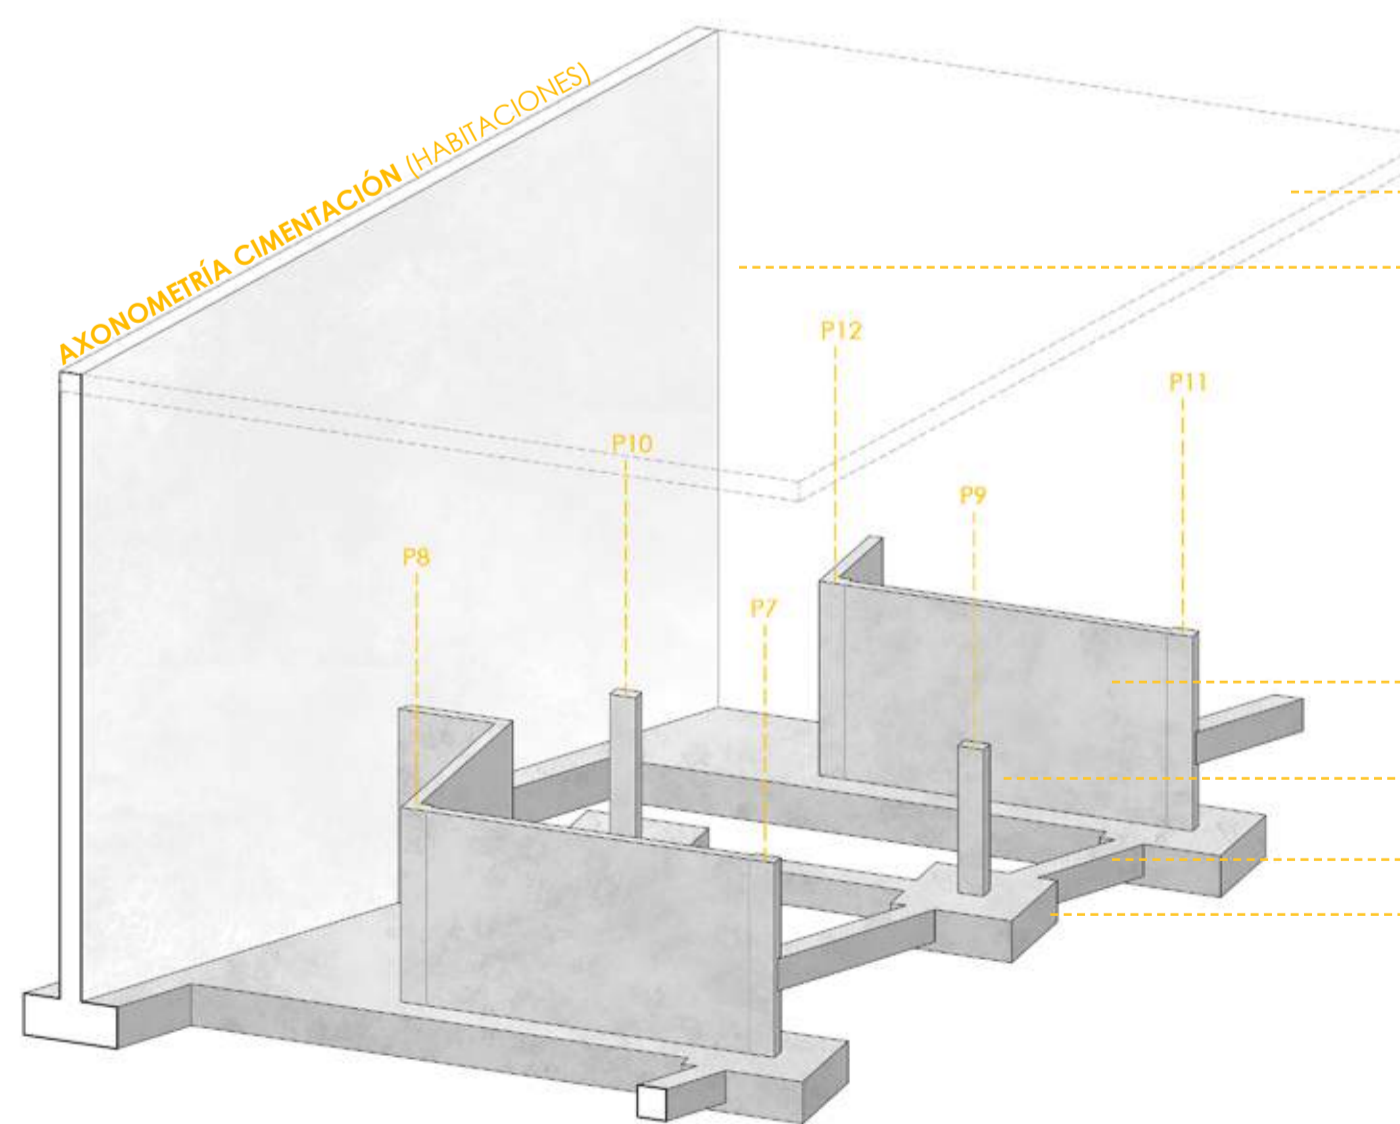 AXONOMETRÍA CIMENTACIÓN (HABITACIONES)
P12
P11
P10
P9
P8
P7